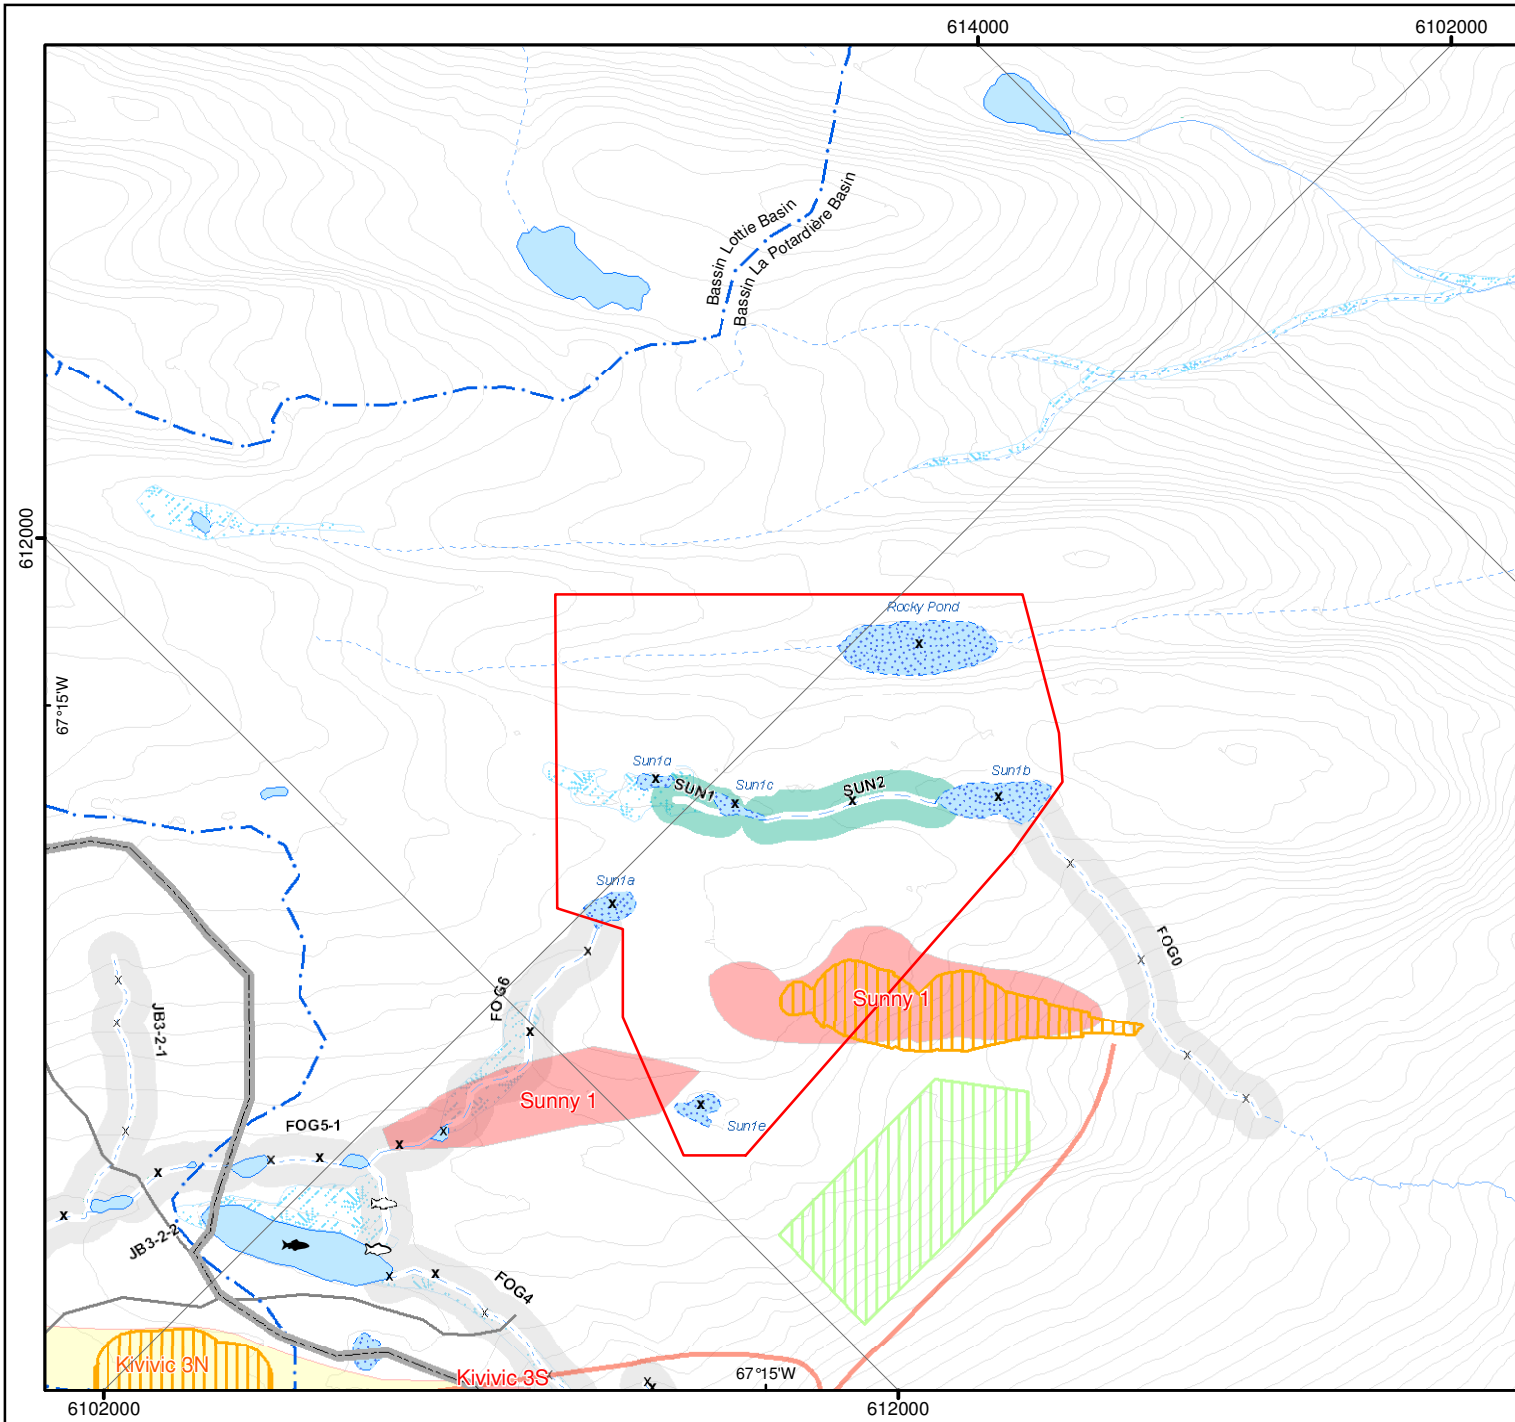 614000
6102000
Bassin Lottie Basin
Bassin La Potardière Basin
612000
Rocky Pond
67°15'W
Sun1a
SUN1
Sun1c
SUN2
Sun1b
Sun1a
FOG0
FOG6
Sunny 1
JB3-2-1
Sunny 1
FOG5-1
Sun1e
JB3-2-2
FOG4
Kivivic 3N
Kivivic 3S
67°15'W
6102000
612000